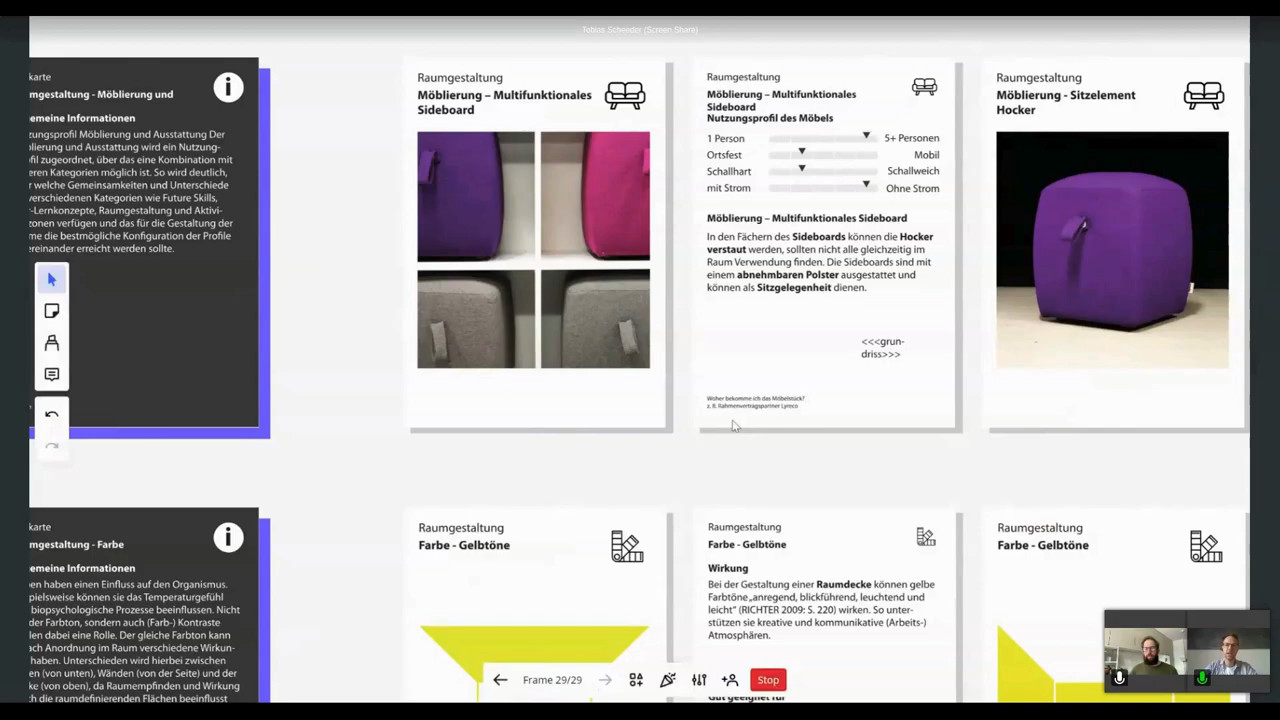 Tobias Schneider (Screen Share)
karte
mgestaltung - Möblierung und
emeine Informationen
zungsprofil Möblierung und Ausstattung Der
blierung und Ausstattung wird ein Nutzung-
fil zugeordnet, über das eine Kombination mit
eren Kategorien möglich ist. So wird deutlich,
r welche Gemeinsamkeiten und Unterschiede
verschiedenen Kategorien wie Future Skills,
-Lernkonzepte, Raumgestaltung und Aktivi-
zonen verfügen und das für die Gestaltung der
me die bestmögliche Konfiguration der Profile
ereinander erreicht werden sollte.
Raumgestaltung
Möblierung – Multifunktionales
Sideboard
Raumgestaltung
Möblierung – Multifunktionales
Sideboard
Nutzungsprofil des Möbels
1 Person 5+ Personen
Ortsfest Mobil
Schallhart Schallweich
mit Strom Ohne Strom
Möblierung – Multifunktionales Sideboard
In den Fächern des Sideboards können die Hocker
verstaut werden, sollten nicht alle gleichzeitig im
Raum Verwendung finden. Die Sideboards sind mit
einem abnehmbaren Polster ausgestattet und
können als Sitzgelegenheit dienen.
<<<grun-
driss>>>
Woher bekomme ich das Möbelstück?
z. B. Rahmenvertragspartner Lyreco
Raumgestaltung
Möblierung - Sitzelement
Hocker
karte
mgestaltung - Farbe
emeine Informationen
en haben einen Einfluss auf den Organismus.
pielsweise können sie das Temperaturgefühl
biopsychologische Prozesse beeinflussen. Nicht
der Farbton, sondern auch (Farb-) Kontraste
len dabei eine Rolle. Der gleiche Farbton kann
ach Anordnung im Raum verschiedene Wirkun-
haben. Unterschieden wird hierbei zwischen
en (von unten), Wänden (von der Seite) und der
ke (von oben), da Raumempfinden und Wirkung
ch die raumdefinierenden Flächen beeinflusst
Raumgestaltung
Farbe - Gelbtöne
Raumgestaltung
Farbe - Gelbtöne
Wirkung
Bei der Gestaltung einer Raumdecke können gelbe
Farbtöne „anregend, blickführend, leuchtend und
leicht“ (RICHTER 2009: S. 220) wirken. So unter-
stützen sie kreative und kommunikative (Arbeits-)
Atmosphären.
Raumgestaltung
Farbe - Gelbtöne
Frame 29/29
Stop